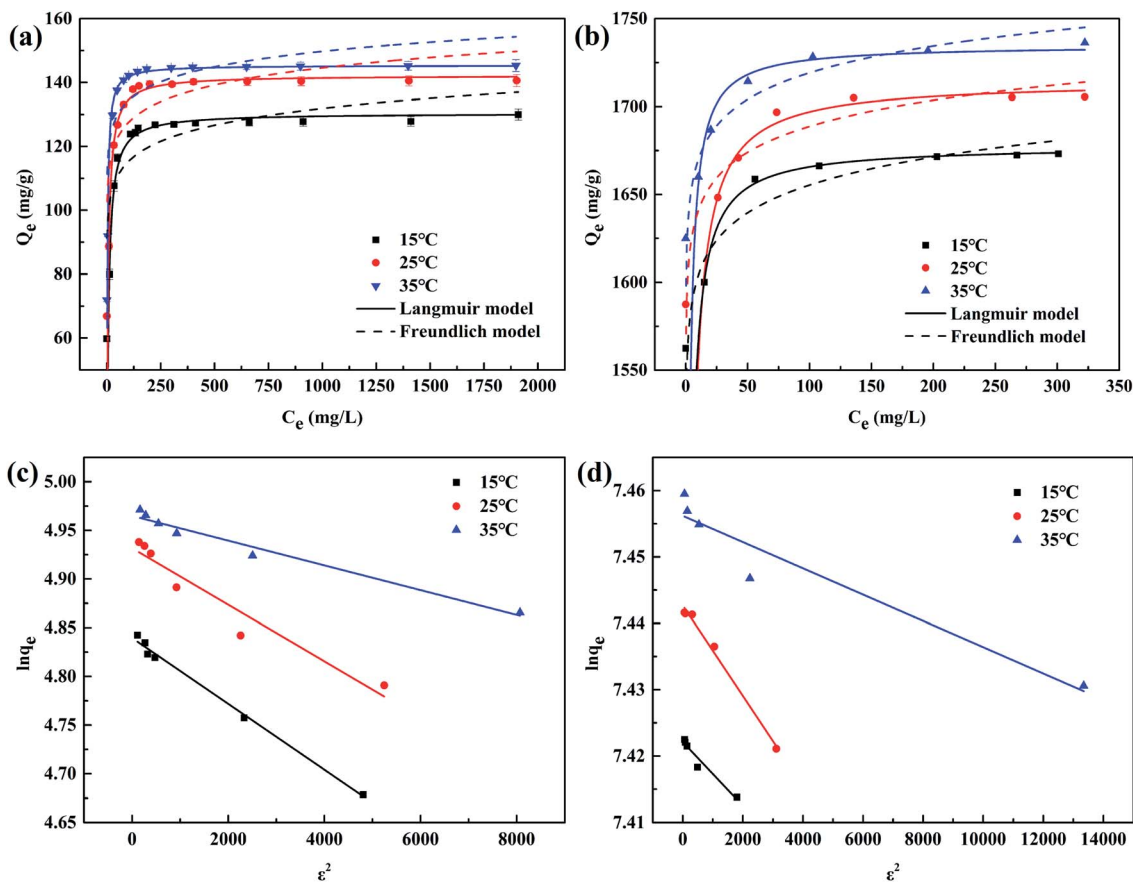 (a)
160
140
120
100
80
60
Qe (mg/g)
15°C
25°C
35°C
Langmuir model
Freundlich model
0 250 500 750 1000 1250 1500 1750 2000
Ce (mg/L)
(b)
1750
1700
1650
1600
1550
Qe (mg/g)
15°C
25°C
35°C
Langmuir model
Freundlich model
0 50 100 150 200 250 300 350
Ce (mg/L)
(c)
5.00
4.95
4.90
4.85
4.80
4.75
4.70
4.65
lnqe
15°C
25°C
35°C
0 2000 4000 6000 8000
ε²
(d)
7.46
7.45
7.44
7.43
7.42
7.41
lnqe
15°C
25°C
35°C
0 2000 4000 6000 8000 10000 12000 14000
ε²